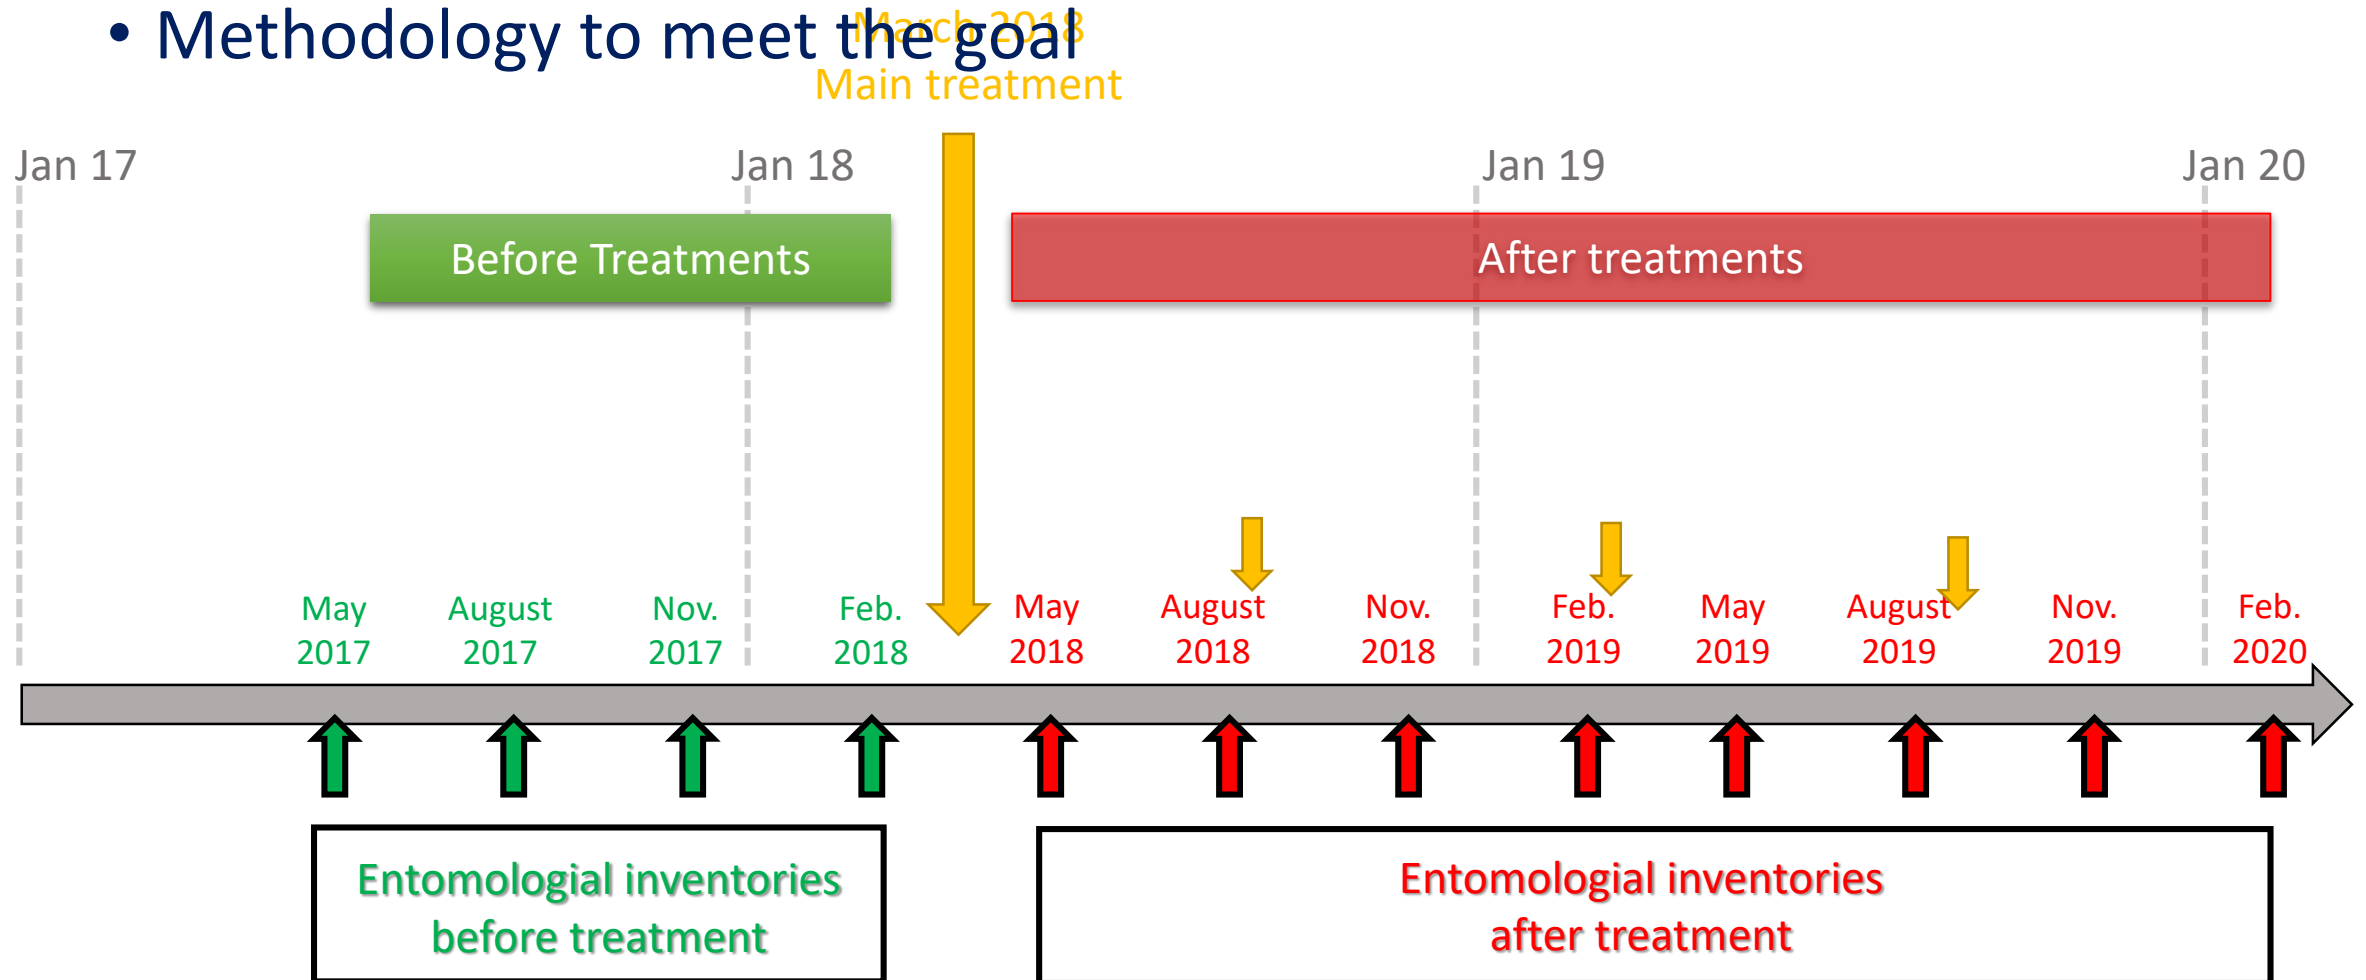 • Methodology to meet the goal
March 2018
Main treatment
Jan 17
Jan 18
Jan 19
Jan 20
Before Treatments
After treatments
May
2017
August
2017
Nov.
2017
Feb.
2018
May
2018
August
2018
Nov.
2018
Feb.
2019
May
2019
August
2019
Nov.
2019
Feb.
2020
Entomologial inventories
before treatment
Entomologial inventories
after treatment